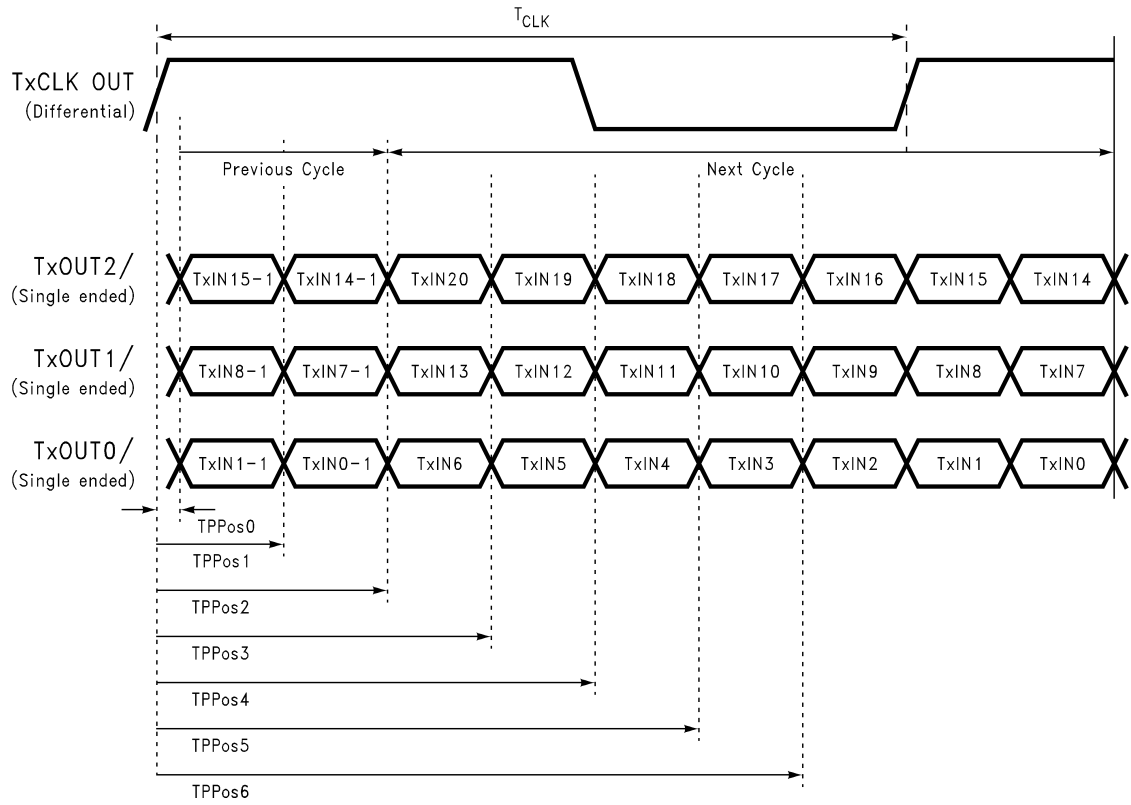 TCLK
TxCLK OUT
(Differential)
Previous Cycle
Next Cycle
TxOUT2/
(Single ended)
TxIN15-1 TxIN14-1 TxIN20 TxIN19 TxIN18 TxIN17 TxIN16 TxIN15 TxIN14
TxOUT1/
(Single ended)
TxIN8-1 TxIN7-1 TxIN13 TxIN12 TxIN11 TxIN10 TxIN9 TxIN8 TxIN7
TxOUT0/
(Single ended)
TxIN1-1 TxIN0-1 TxIN6 TxIN5 TxIN4 TxIN3 TxIN2 TxIN1 TxIN0
TPPos0
TPPos1
TPPos2
TPPos3
TPPos4
TPPos5
TPPos6